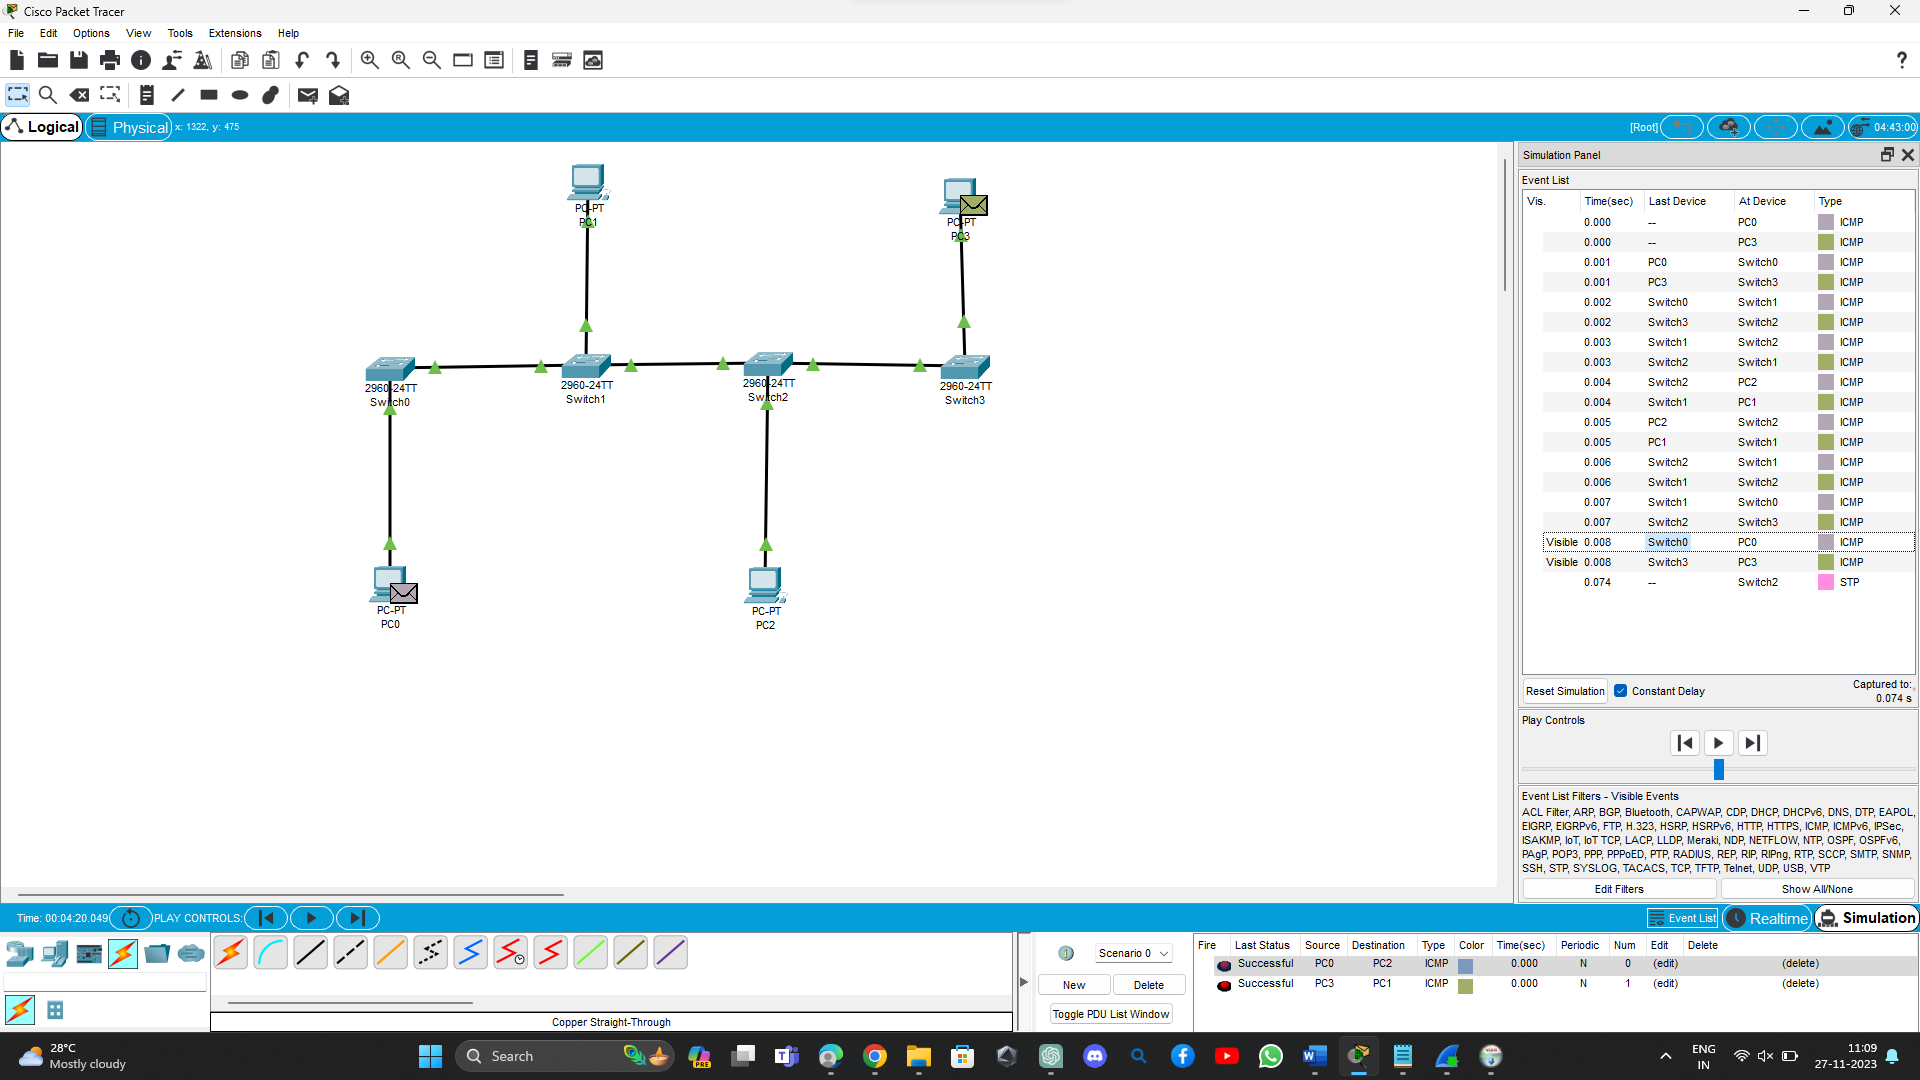 Cisco Packet Tracer
File Edit Options View Tools Extensions Help
Logical Physical x: 1322, y: 475 [Root] 04:43:00
PC-PT
PC1
PC-PT
PC3
2960-24TT
Switch0
2960-24TT
Switch1
2960-24TT
Switch2
2960-24TT
Switch3
PC-PT
PC0
PC-PT
PC2
Simulation Panel
Event List
Vis. Time(sec) Last Device At Device Type
0.000 -- PC0 ICMP
0.000 -- PC3 ICMP
0.001 PC0 Switch0 ICMP
0.001 PC3 Switch3 ICMP
0.002 Switch0 Switch1 ICMP
0.002 Switch3 Switch2 ICMP
0.003 Switch1 Switch2 ICMP
0.003 Switch2 Switch1 ICMP
0.004 Switch2 PC2 ICMP
0.004 Switch1 PC1 ICMP
0.005 PC2 Switch2 ICMP
0.005 PC1 Switch1 ICMP
0.006 Switch2 Switch1 ICMP
0.006 Switch1 Switch2 ICMP
0.007 Switch1 Switch0 ICMP
0.007 Switch2 Switch3 ICMP
Visible 0.008 Switch0 PC0 ICMP
Visible 0.008 Switch3 PC3 ICMP
0.074 -- Switch2 STP
Reset Simulation Constant Delay Captured to:
0.074 s
Play Controls
Event List Filters - Visible Events
ACL Filter, ARP, BGP, Bluetooth, CAPWAP, CDP, DHCP, DHCPv6, DNS, DTP, EAPOL,
EIGRP, EIGRPv6, FTP, H.323, HSRP, HSRPv6, HTTP, HTTPS, ICMP, ICMPv6, IPSec,
ISAKMP, IoT, IoT TCP, LACP, LLDP, Meraki, NDP, NETFLOW, NTP, OSPF, OSPFv6,
PAgP, POP3, PPP, PPPoED, PTP, RADIUS, REP, RIP, RIPng, RTP, SCCP, SMTP, SNMP,
SSH, STP, SYSLOG, TACACS, TCP, TFTP, Telnet, UDP, USB, VTP
Edit Filters Show All/None
Time: 00:04:20.049 PLAY CONTROLS: Event List Realtime Simulation
Copper Straight-Through
Scenario 0
New Delete
Toggle PDU List Window
Fire Last Status Source Destination Type Color Time(sec) Periodic Num Edit Delete
Successful PC0 PC2 ICMP 0.000 N 0 (edit) (delete)
Successful PC3 PC1 ICMP 0.000 N 1 (edit) (delete)
28°C
Mostly cloudy
Search
PRE
ENG
IN
11:09
27-11-2023